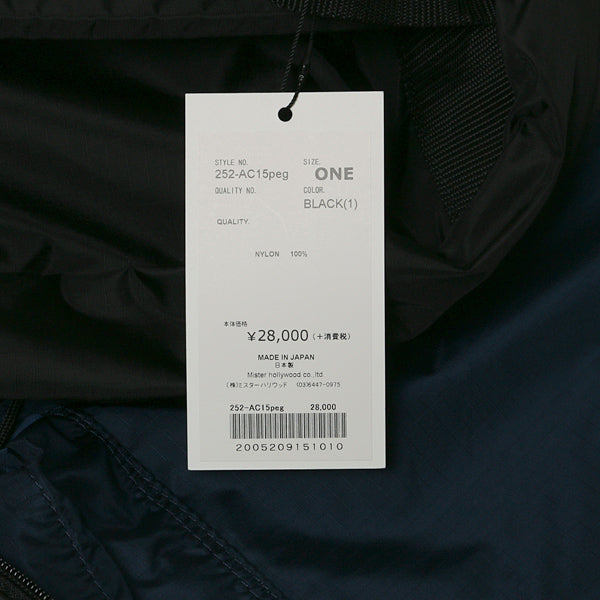 STYLE NO.
252-AC15peg
SIZE.
ONE
QUALITY NO.
COLOR.
BLACK(1)
QUALITY.
NYLON 100%
本体価格
¥28,000 (+消費税)
MADE IN JAPAN
日本製
Mister hollywood co.,ltd.
(株)ミスターハリウッド (03)6447-0975
252-AC15peg 28,000
2005209151010